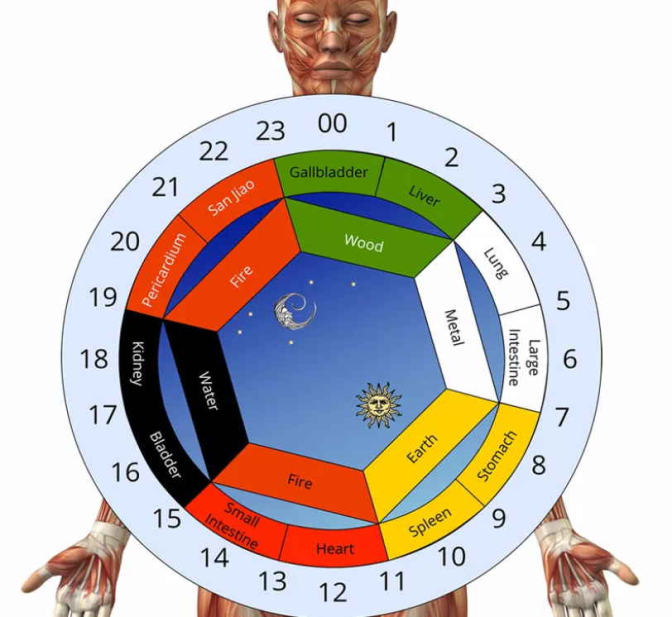 00
1
2
3
4
5
6
7
8
9
10
11
12
13
14
15
16
17
18
19
20
21
22
23
Gallbladder
Liver
Lung
Large
Intestine
Stomach
Spleen
Heart
Small
Intestine
Bladder
Kidney
Pericardium
San Jiao
Wood
Metal
Earth
Fire
Water
Fire